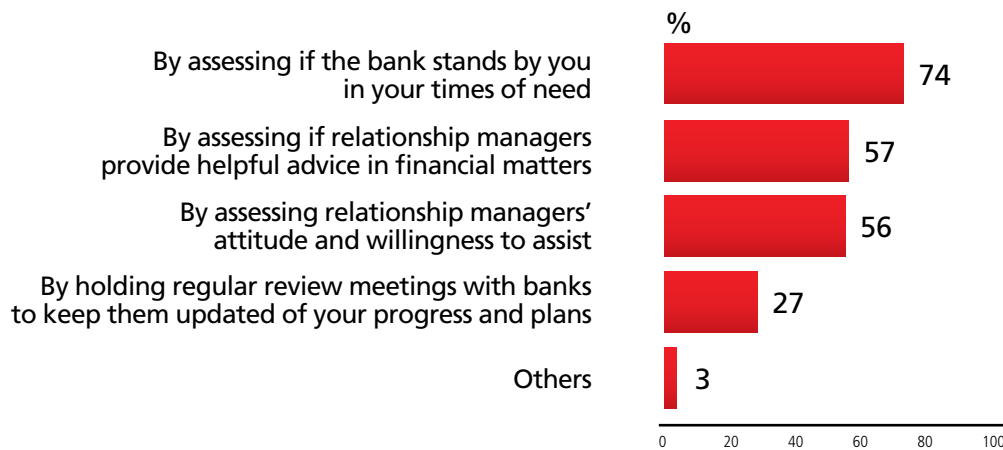 %
By assessing if the bank stands by you
in your times of need
74
By assessing if relationship managers
provide helpful advice in financial matters
57
By assessing relationship managers’
attitude and willingness to assist
56
By holding regular review meetings with banks
to keep them updated of your progress and plans
27
Others
3
0 20 40 60 80 100